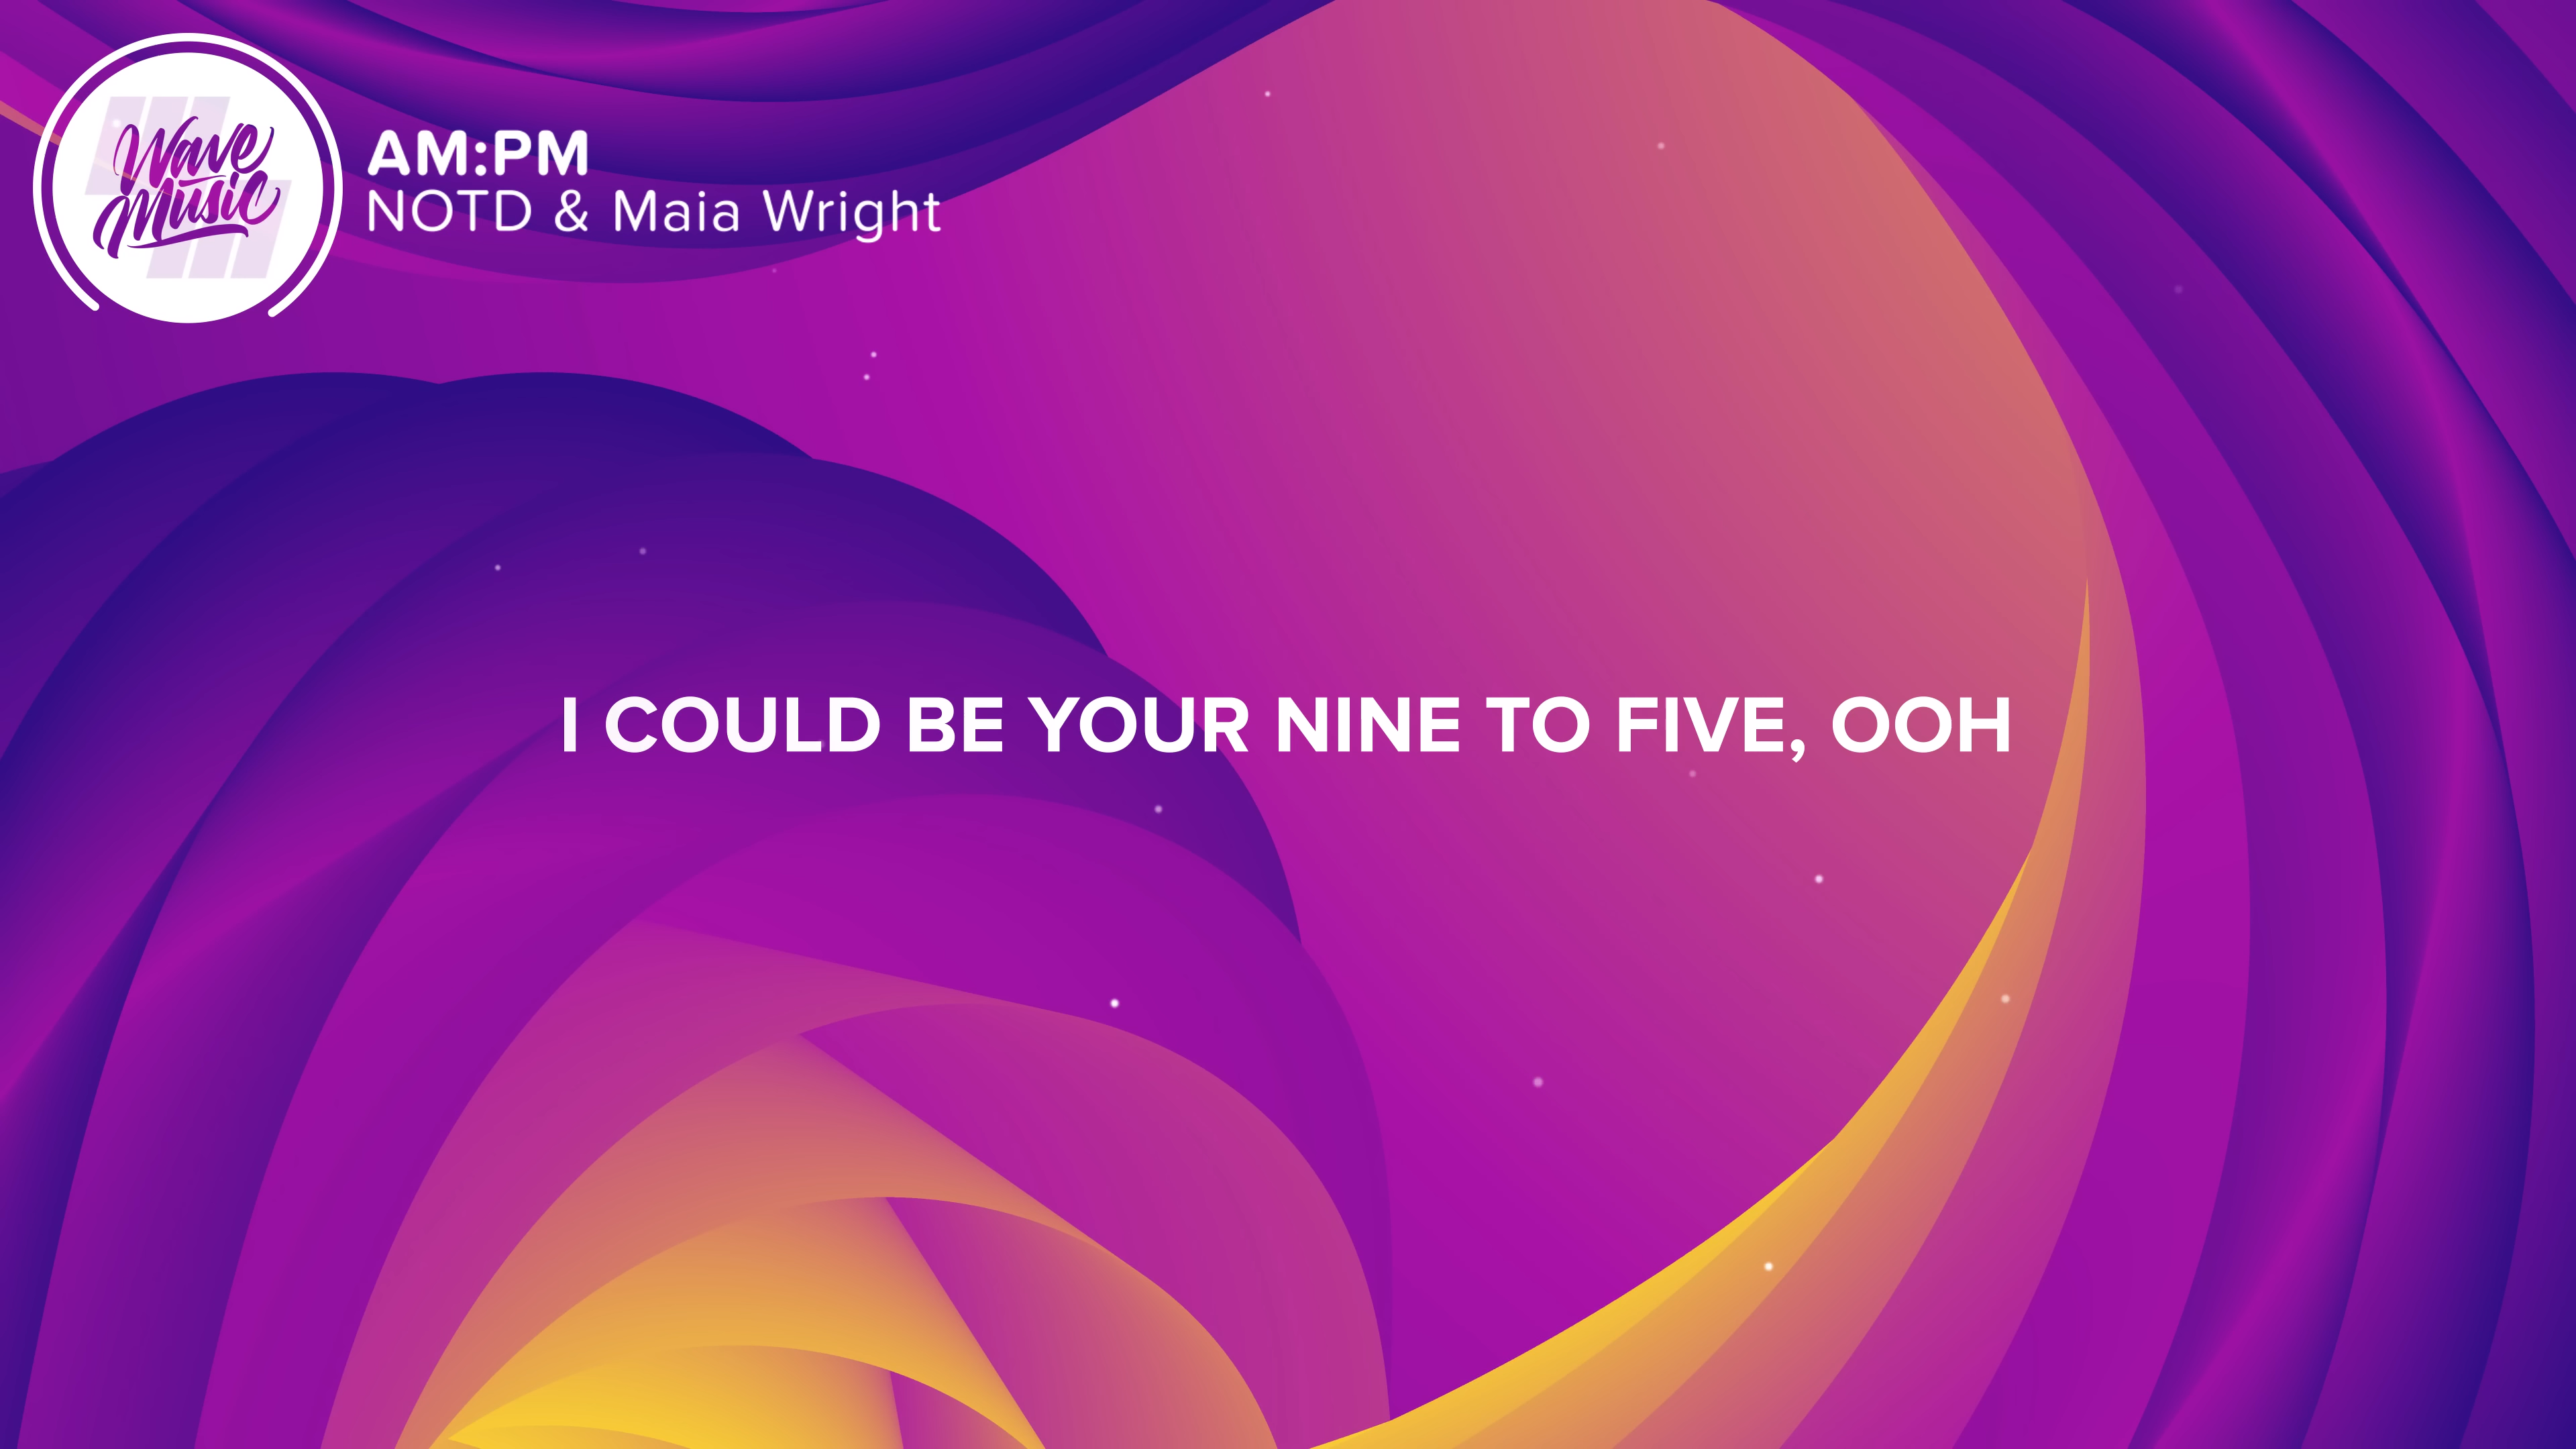 Wave
Music
AM:PM
NOTD & Maia Wright
I COULD BE YOUR NINE TO FIVE, OOH